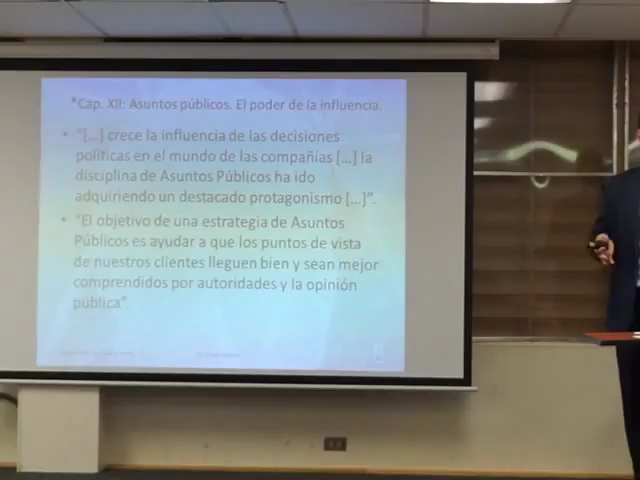 *Cap. XII: Asuntos públicos. El poder de la influencia.
• "[...] crece la influencia de las decisiones
políticas en el mundo de las compañías [...] la
disciplina de Asuntos Públicos ha ido
adquiriendo un destacado protagonismo [...]".
• "El objetivo de una estrategia de Asuntos
Públicos es ayudar a que los puntos de vista
de nuestros clientes lleguen bien y sean mejor
comprendidos por autoridades y la opinión
pública".